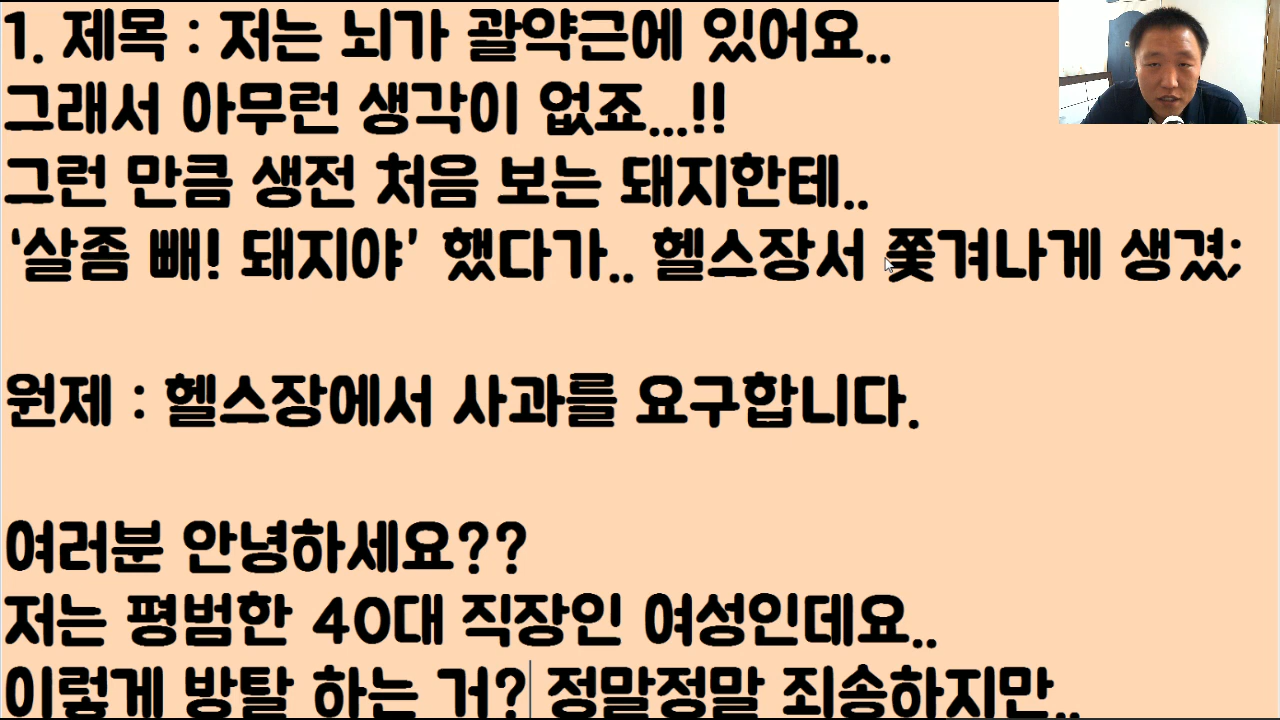 1. 제목 : 저는 뇌가 괄약근에 있어요..
그래서 아무런 생각이 없죠...!!
그런 만큼 생전 처음 보는 돼지한테..
‘살좀 빼! 돼지야’ 했다가.. 헬스장서 쫓겨나게 생겼;
원제 : 헬스장에서 사과를 요구합니다.
여러분 안녕하세요??
저는 평범한 40대 직장인 여성인데요..
이렇게 방탈 하는 거? 정말정말 죄송하지만..